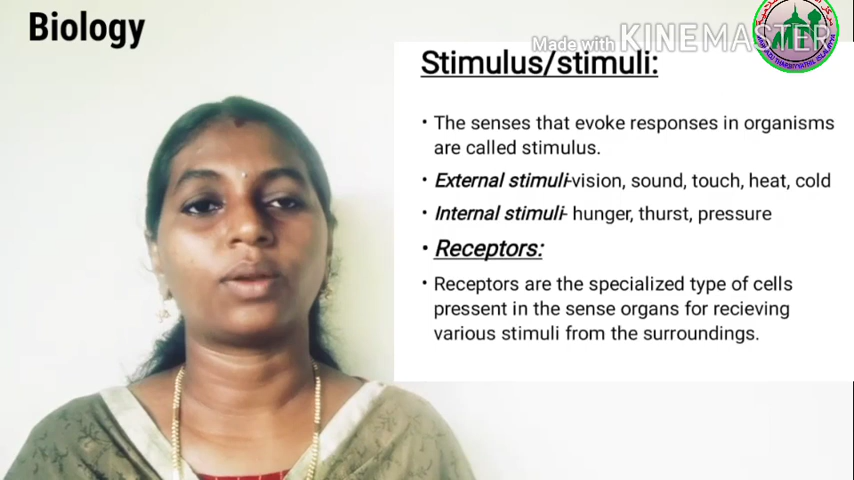 Biology
Made with KINEMASTER
Stimulus/stimuli:
• The senses that evoke responses in organisms
are called stimulus.
• External stimuli-vision, sound, touch, heat, cold
• Internal stimuli- hunger, thurst, pressure
• Receptors:
• Receptors are the specialized type of cells
pressent in the sense organs for recieving
various stimuli from the surroundings.